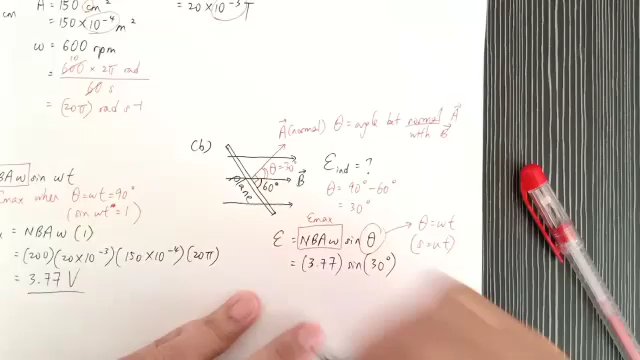 cm
A = 150 cm²
= 150 × 10⁻⁴ m²
= 20 × 10⁻³ T
ω = 600 rpm
= 600 10 × 2π rad
60 s
= (20π) rad s⁻¹
A (normal) θ = angle bet normal A
with B
(b)
θ = 30°
60°
B
plane
Eind = ?
θ = 90° − 60°
= 30°
NBAω sin ωt
Emax when θ = ωt = 90°
(sin ωt = 1)
= NBAω (1)
= (200)(20×10⁻³)(150×10⁻⁴)(20π)
= 3.77 V
Emax
ε = NBAω sin θ
θ = ωt
(s = ut)
= (3.77) sin (30°)